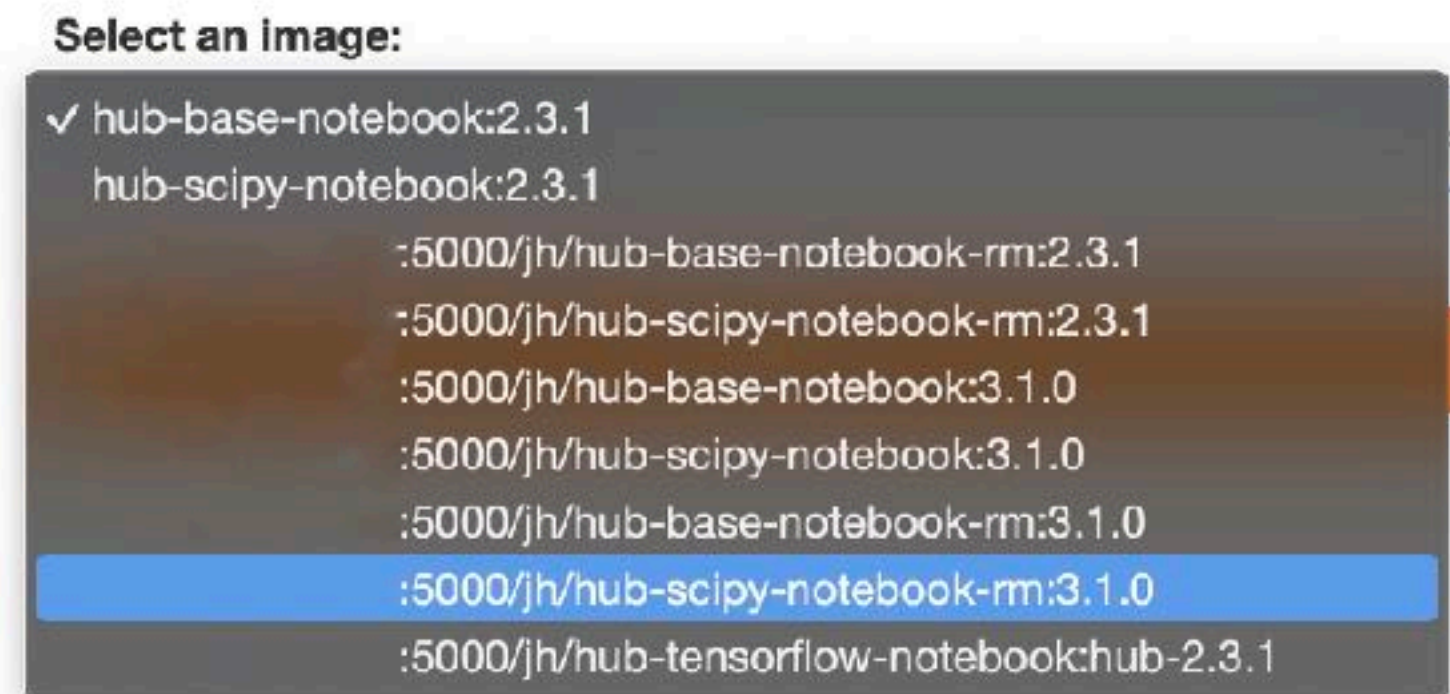 Select an image:
✓ hub-base-notebook:2.3.1
hub-scipy-notebook:2.3.1
:5000/jh/hub-base-notebook-rm:2.3.1
:5000/jh/hub-scipy-notebook-rm:2.3.1
:5000/jh/hub-base-notebook:3.1.0
:5000/jh/hub-scipy-notebook:3.1.0
:5000/jh/hub-base-notebook-rm:3.1.0
:5000/jh/hub-scipy-notebook-rm:3.1.0
:5000/jh/hub-tensorflow-notebook:hub-2.3.1